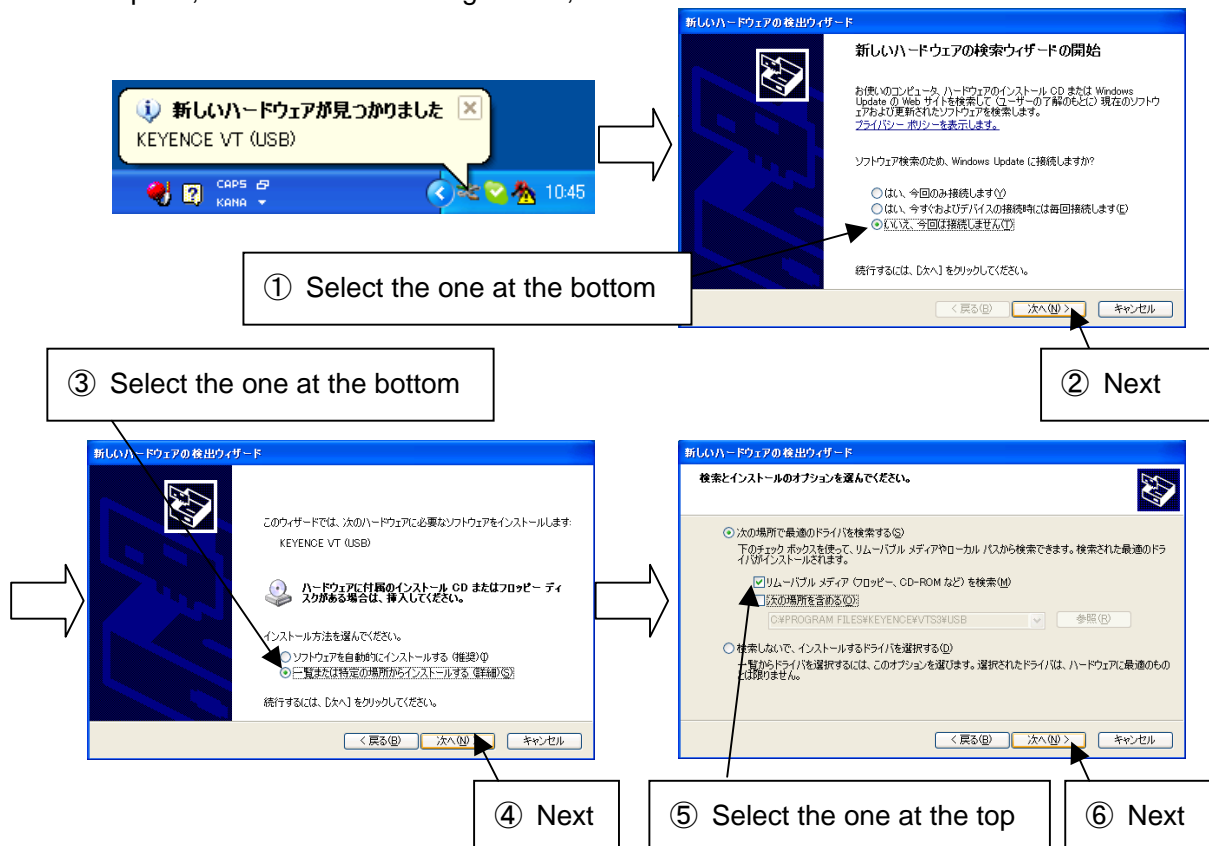 新しいハードウェアが見つかりました
KEYENCE VT (USB)
CAPS
KANA
10:45
新しいハードウェアの検出ウィザード
新しいハードウェアの検索ウィザードの開始
お使いのコンピュータ、ハードウェアのインストール CD または Windows
Update の Web サイトを検索して (ユーザーの了解のもとに) 現在のソフトウ
ェアおよび更新されたソフトウェアを検索します。
プライバシー ポリシーを表示します。
ソフトウェア検索のため、Windows Update に接続しますか?
はい、今回のみ接続します(Y)
はい、今すぐおよびデバイスの接続時には毎回接続します(E)
いいえ、今回は接続しません(T)
続行するには、[次へ] をクリックしてください。
< 戻る(B) 次へ(N) > キャンセル
① Select the one at the bottom
② Next
③ Select the one at the bottom
新しいハードウェアの検出ウィザード
このウィザードでは、次のハードウェアに必要なソフトウェアをインストールします:
KEYENCE VT (USB)
ハードウェアに付属のインストール CD またはフロッピー ディ
スクがある場合は、挿入してください。
インストール方法を選んでください。
ソフトウェアを自動的にインストールする (推奨)(I)
一覧または特定の場所からインストールする (詳細)(S)
続行するには、[次へ] をクリックしてください。
< 戻る(B) 次へ(N) キャンセル
④ Next
新しいハードウェアの検出ウィザード
検索とインストールのオプションを選んでください。
次の場所で最適のドライバを検索する(S)
下のチェック ボックスを使って、リムーバブル メディアやローカル パスから検索できます。検索された最適のドラ
イバがインストールされます。
リムーバブル メディア (フロッピー、CD-ROM など) を検索(M)
次の場所を含める(O):
C:¥PROGRAM FILES¥KEYENCE¥VTS3¥USB 参照(R)
検索しないで、インストールするドライバを選択する(D)
一覧からドライバを選択するには、このオプションを選びます。選択されたドライバは、ハードウェアに最適のもの
とは限りません。
< 戻る(B) 次へ(N) > キャンセル
⑤ Select the one at the top
⑥ Next